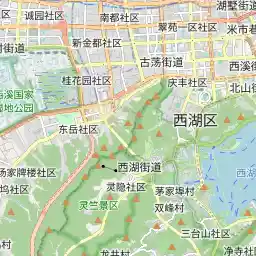 诚园社区
南都社区
翠苑一区社区
湖墅街
米市巷
新金都社区
古荡街道
桂花园社区
庆丰社区
西溪街
溪国家
湿地公园
北山街
东岳社区
西湖区
杨家牌楼社区
西湖街道
坞社区
灵隐社区
茅家埠村
灵竺景区
双峰村
三台山社区
龙井村
净寺社区